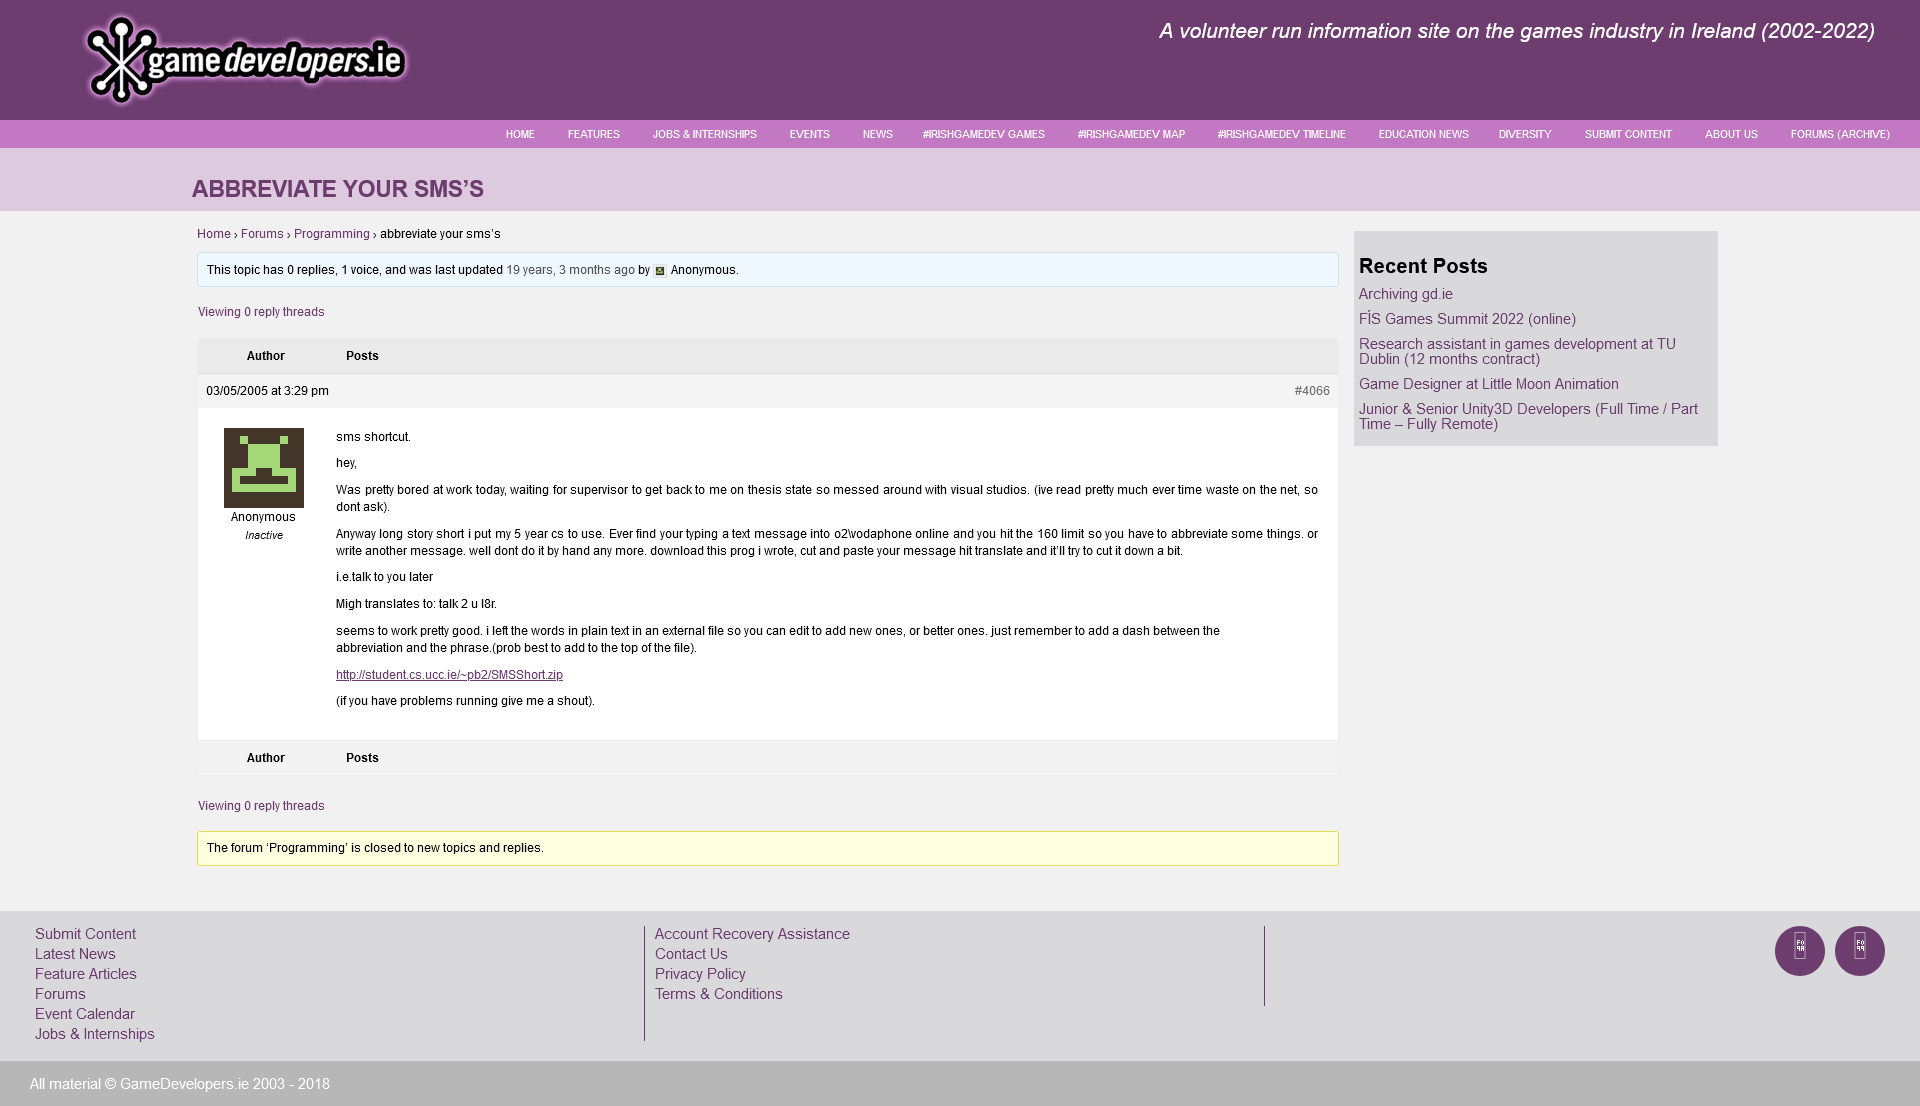 gamedevelopers.ie
A volunteer run information site on the games industry in Ireland (2002-2022)
HOME FEATURES JOBS & INTERNSHIPS EVENTS NEWS #IRISHGAMEDEV GAMES #IRISHGAMEDEV MAP #IRISHGAMEDEV TIMELINE EDUCATION NEWS DIVERSITY SUBMIT CONTENT ABOUT US FORUMS (ARCHIVE)
ABBREVIATE YOUR SMS’S
Home › Forums › Programming › abbreviate your sms’s
This topic has 0 replies, 1 voice, and was last updated 19 years, 3 months ago by Anonymous.
Viewing 0 reply threads
Author Posts
03/05/2005 at 3:29 pm #4066
Anonymous
Inactive
sms shortcut.
hey,
Was pretty bored at work today, waiting for supervisor to get back to me on thesis state so messed around with visual studios. (ive read pretty much ever time waste on the net, so
dont ask).
Anyway long story short i put my 5 year cs to use. Ever find your typing a text message into o2\vodaphone online and you hit the 160 limit so you have to abbreviate some things. or
write another message. well dont do it by hand any more. download this prog i wrote, cut and paste your message hit translate and it’ll try to cut it down a bit.
i.e.talk to you later
Migh translates to: talk 2 u l8r.
seems to work pretty good. i left the words in plain text in an external file so you can edit to add new ones, or better ones. just remember to add a dash between the
abbreviation and the phrase.(prob best to add to the top of the file).
http://student.cs.ucc.ie/~pb2/SMSShort.zip
(if you have problems running give me a shout).
Author Posts
Viewing 0 reply threads
The forum ‘Programming’ is closed to new topics and replies.
Recent Posts
Archiving gd.ie
FÍS Games Summit 2022 (online)
Research assistant in games development at TU
Dublin (12 months contract)
Game Designer at Little Moon Animation
Junior & Senior Unity3D Developers (Full Time / Part
Time – Fully Remote)
Submit Content
Latest News
Feature Articles
Forums
Event Calendar
Jobs & Internships
Account Recovery Assistance
Contact Us
Privacy Policy
Terms & Conditions
All material © GameDevelopers.ie 2003 - 2018